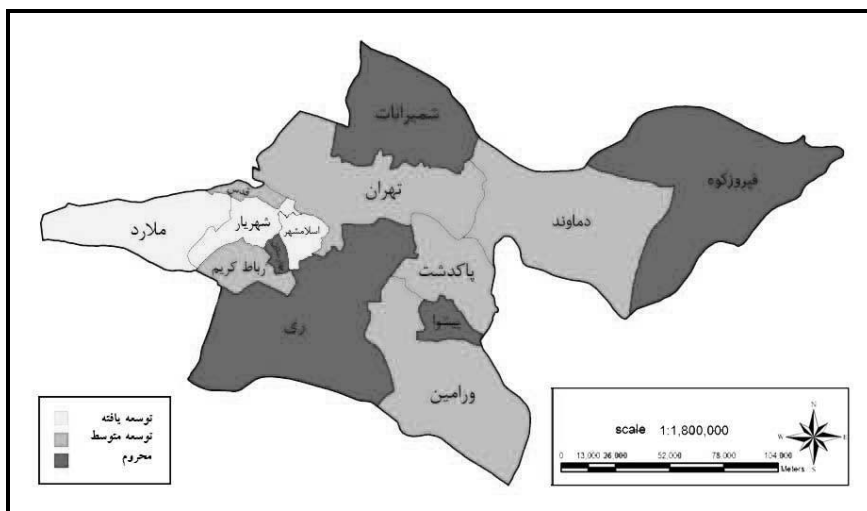 شمیرانات
فیروزکوه
تهران
دماوند
قدس
ملارد
شهریار
اسلامشهر
رباط کریم
پاکدشت
ری
پیشوا
ورامین
توسعه یافته
توسعه متوسط
محروم
scale 1:1,800,000
N
W E
S
0 13,000 26,000 52,000 78,000 104,000
Meters